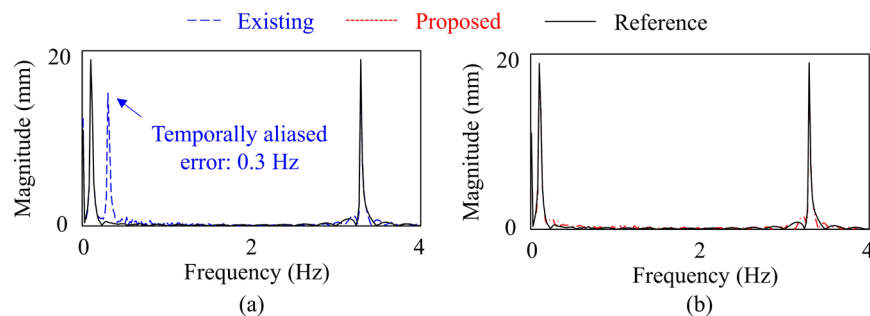 Existing Proposed Reference
20
Magnitude (mm)
0
Temporally aliased
error: 0.3 Hz
0 2 4
Frequency (Hz)
(a)
20
Magnitude (mm)
0
0 2 4
Frequency (Hz)
(b)